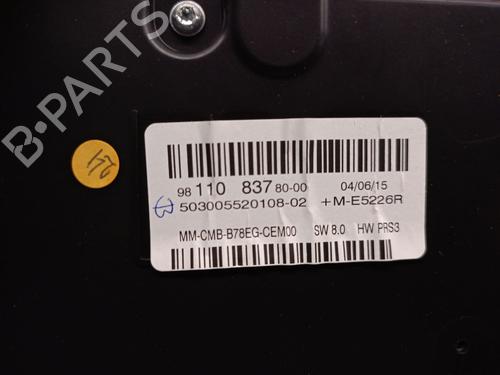 B-PARTS
98 110 837 80-00 04/06/15
503005520108-02 +M-E5226R
MM-CMB-B78EG-CEM00 SW 8.0 HW PRS3